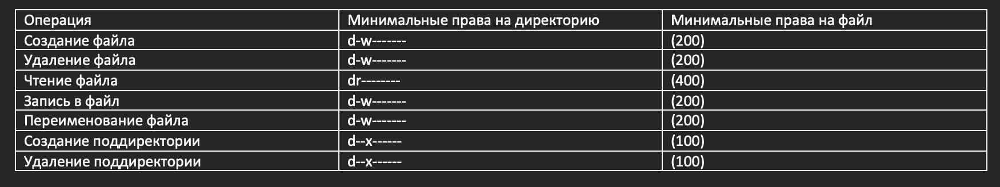 Операция Минимальные права на директорию Минимальные права на файл
Создание файла d-w------- (200)
Удаление файла d-w------- (200)
Чтение файла dr-------- (400)
Запись в файл d-w------- (200)
Переименование файла d-w------- (200)
Создание поддиректории d--x------ (100)
Удаление поддиректории d--x------ (100)